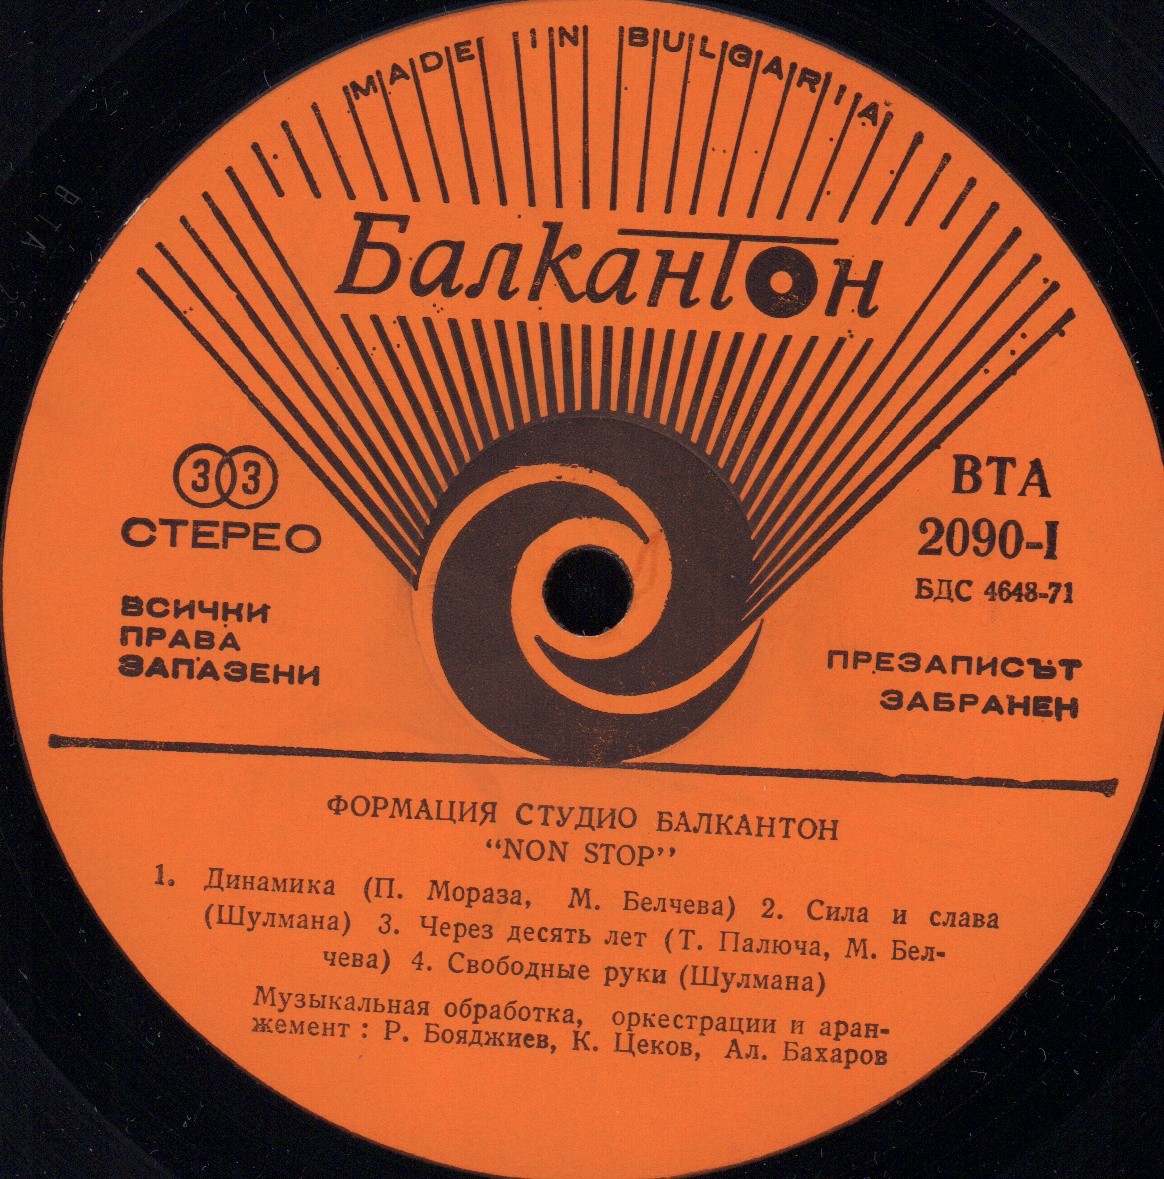 MADE IN BULGARIA
Балкантон
33
СТЕРЕО
ВСИЧКИ
ПРАВА
ЗАПАЗЕНИ
ВТА
2090-I
БДС 4648-71
ПРЕЗАПИСЪТ
ЗАБРАНЕН
ФОРМАЦИЯ СТУДИО БАЛКАНТОН
“NON STOP”
1. Динамика (П. Мораза, М. Белчева) 2. Сила и слава
(Шулмана) 3. Через десять лет (Т. Палюча, М. Бел-
чева) 4. Свободные руки (Шулмана)
Музыкальная обработка, оркестрации и аран-
жемент : Р. Бояджиев, К. Цеков, Ал. Бахаров